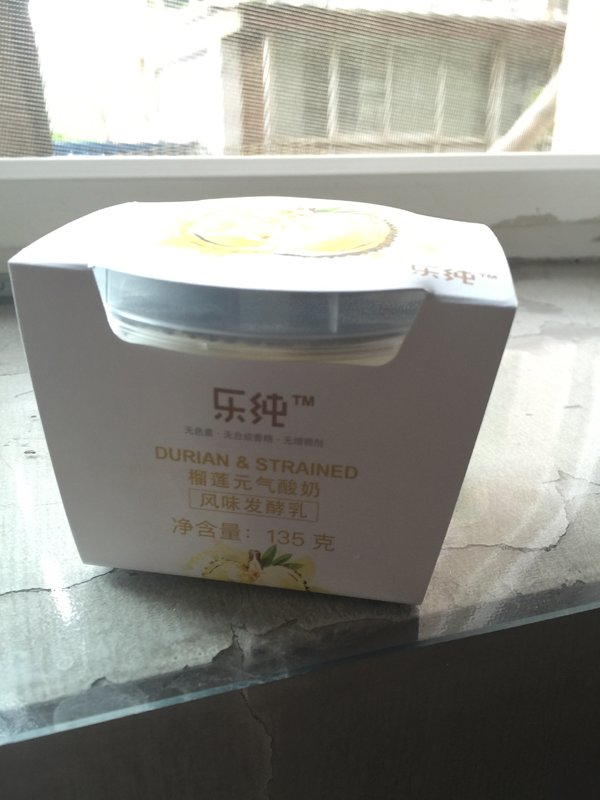 乐纯™
乐纯™
无色素·无合成香精·无增稠剂
DURIAN & STRAINED
榴莲元气酸奶
风味发酵乳
净含量：135 克